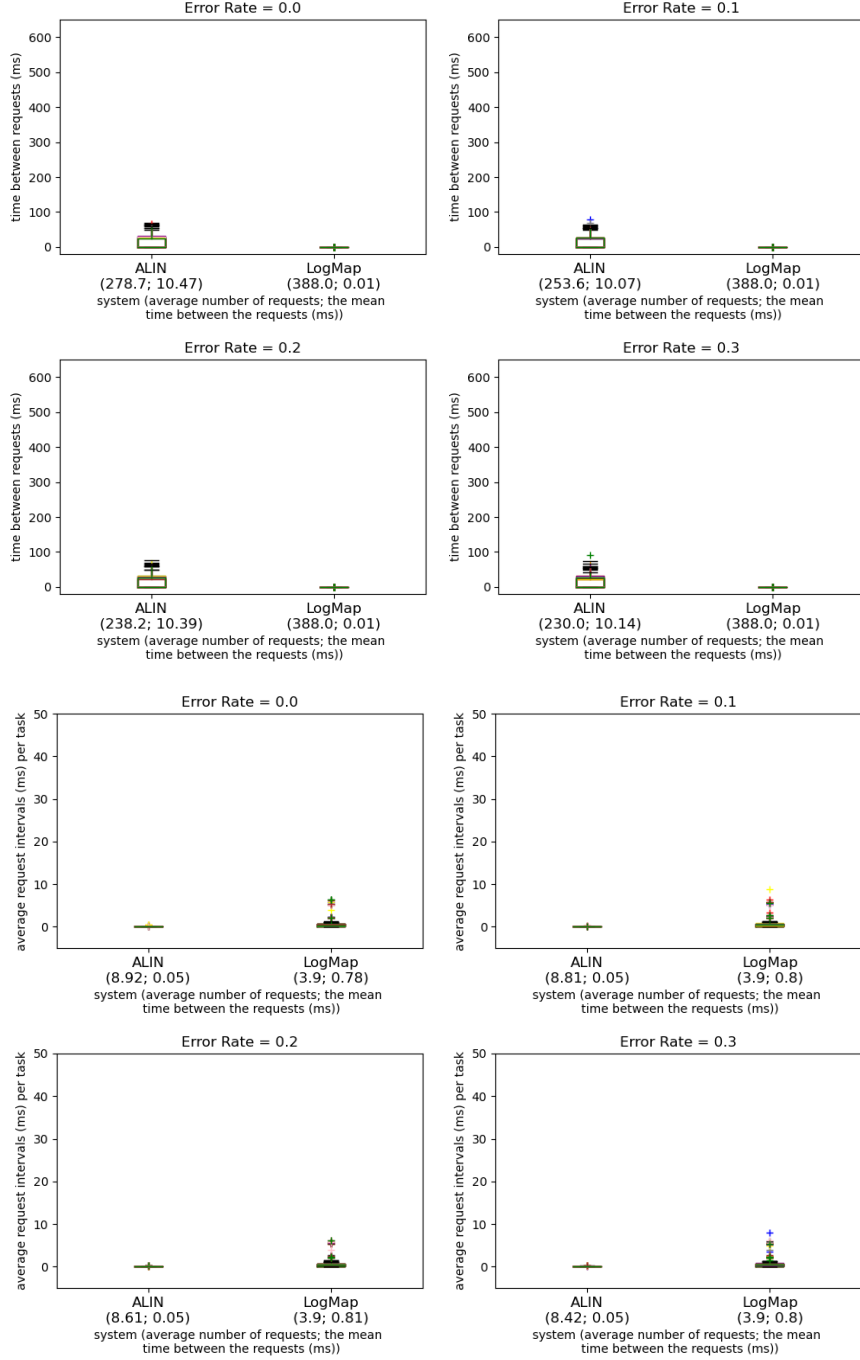 Error Rate = 0.0
time between requests (ms)
600
500
400
300
200
100
0
ALIN
(278.7; 10.47)
LogMap
(388.0; 0.01)
system (average number of requests; the mean
time between the requests (ms))
Error Rate = 0.1
time between requests (ms)
600
500
400
300
200
100
0
ALIN
(253.6; 10.07)
LogMap
(388.0; 0.01)
system (average number of requests; the mean
time between the requests (ms))
Error Rate = 0.2
time between requests (ms)
600
500
400
300
200
100
0
ALIN
(238.2; 10.39)
LogMap
(388.0; 0.01)
system (average number of requests; the mean
time between the requests (ms))
Error Rate = 0.3
time between requests (ms)
600
500
400
300
200
100
0
ALIN
(230.0; 10.14)
LogMap
(388.0; 0.01)
system (average number of requests; the mean
time between the requests (ms))
Error Rate = 0.0
average request intervals (ms) per task
50
40
30
20
10
0
ALIN
(8.92; 0.05)
LogMap
(3.9; 0.78)
system (average number of requests; the mean
time between the requests (ms))
Error Rate = 0.1
average request intervals (ms) per task
50
40
30
20
10
0
ALIN
(8.81; 0.05)
LogMap
(3.9; 0.8)
system (average number of requests; the mean
time between the requests (ms))
Error Rate = 0.2
average request intervals (ms) per task
50
40
30
20
10
0
ALIN
(8.61; 0.05)
LogMap
(3.9; 0.81)
system (average number of requests; the mean
time between the requests (ms))
Error Rate = 0.3
average request intervals (ms) per task
50
40
30
20
10
0
ALIN
(8.42; 0.05)
LogMap
(3.9; 0.8)
system (average number of requests; the mean
time between the requests (ms))